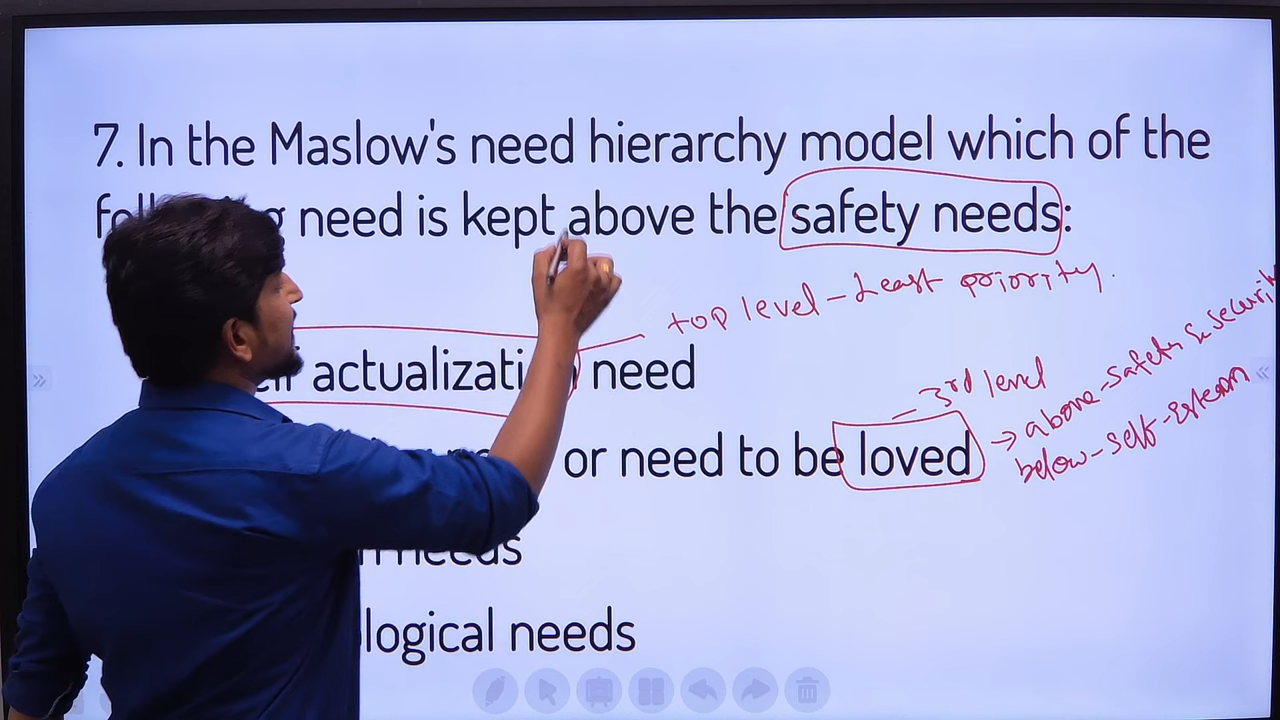 7. In the Maslow's need hierarchy model which of the
need is kept above the safety needs:
top level - Least priority.
actualization need
3rd level
or need to be loved
→ above - safety & security
below - self - esteem
needs
logical needs